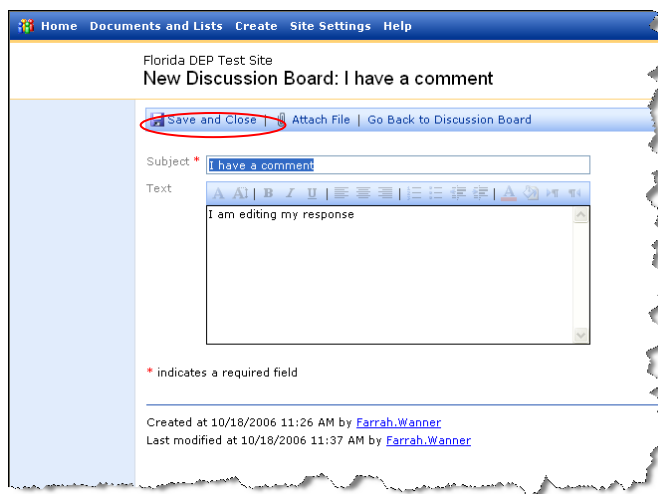 Home Documents and Lists Create Site Settings Help
Florida DEP Test Site
New Discussion Board: I have a comment
Save and Close | Attach File | Go Back to Discussion Board
Subject * I have a comment
Text
A A | B I U | A
I am editing my response
* indicates a required field
Created at 10/18/2006 11:26 AM by Farrah.Wanner
Last modified at 10/18/2006 11:37 AM by Farrah.Wanner